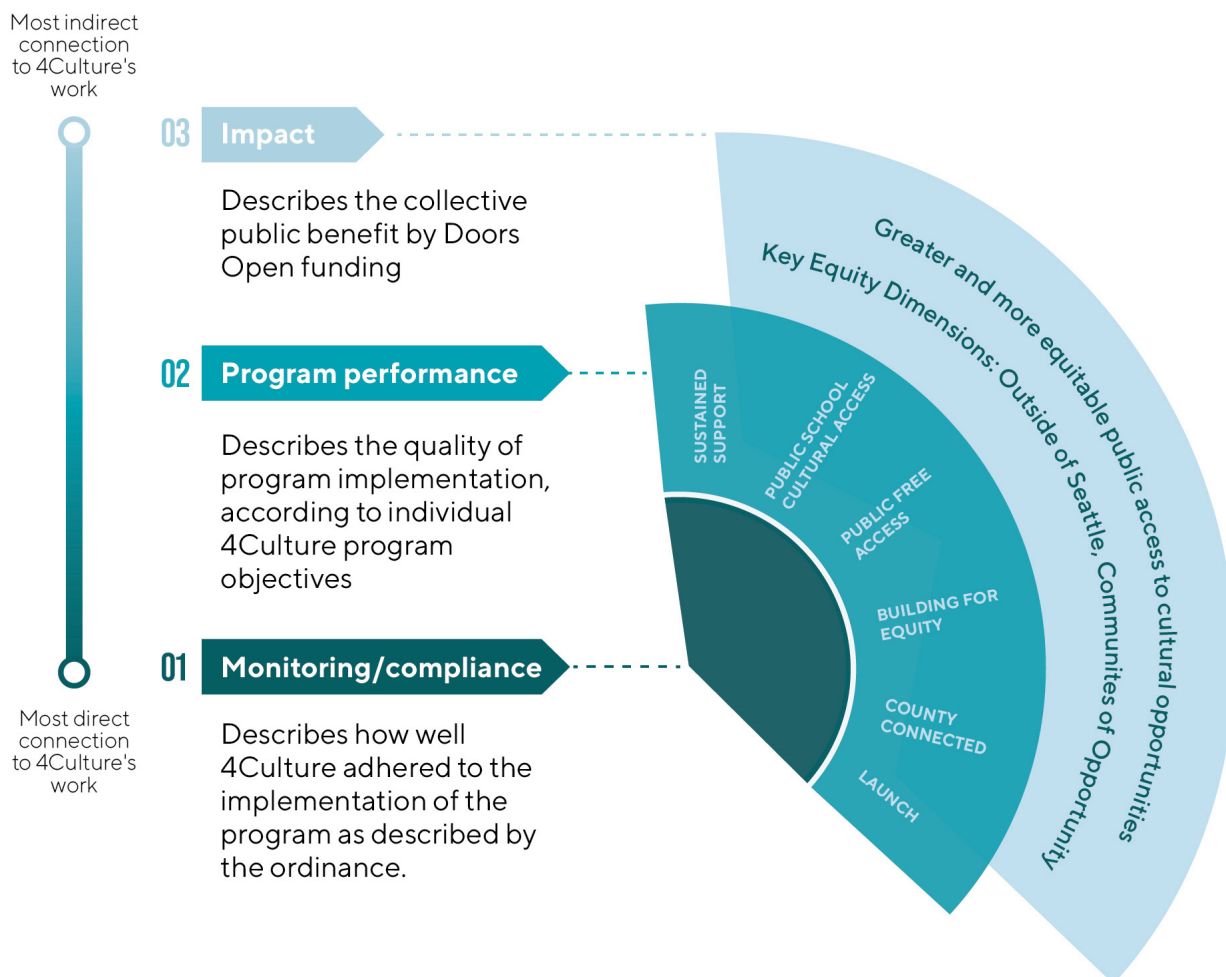 Most indirect
connection
to 4Culture's
work
03
Impact
Describes the collective
public benefit by Doors
Open funding
02
Program performance
Describes the quality of
program implementation,
according to individual
4Culture program
objectives
01
Monitoring/compliance
Describes how well
4Culture adhered to the
implementation of the
program as described by
the ordinance.
Most direct
connection
to 4Culture's
work
Greater and more equitable public access to cultural opportunities
Key Equity Dimensions: Outside of Seattle, Communites of Opportunity
SUSTAINED
SUPPORT
PUBLIC SCHOOL
CULTURAL ACCESS
PUBLIC FREE
ACCESS
BUILDING FOR
EQUITY
COUNTY
CONNECTED
LAUNCH